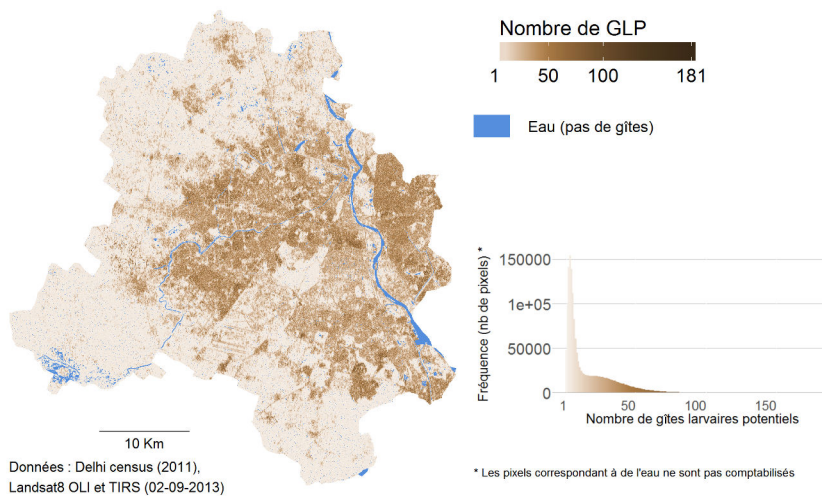 Nombre de GLP
1 50 100 181
Eau (pas de gîtes)
Fréquence (nb de pixels) *
150000
1e+05
50000
0
1 50 100 150
Nombre de gîtes larvaires potentiels
10 Km
Données : Delhi census (2011),
Landsat8 OLI et TIRS (02-09-2013)
* Les pixels correspondant à de l'eau ne sont pas comptabilisés